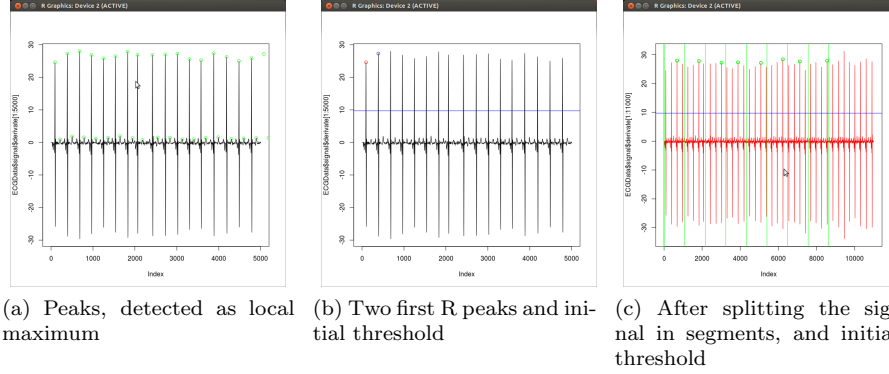 R Graphics: Device 2 (ACTIVE)
ECGData$signal$derivate[1:5000]
30
20
10
0
-10
-20
-30
0 1000 2000 3000 4000 5000
Index
(a) Peaks, detected as local
maximum
R Graphics: Device 2 (ACTIVE)
ECGData$signal$derivate[1:5000]
30
20
10
0
-10
-20
-30
0 1000 2000 3000 4000 5000
Index
(b) Two first R peaks and ini-
tial threshold
R Graphics: Device 2 (ACTIVE)
ECGData$signal$derivate[1:11000]
30
20
10
0
-10
-20
-30
0 2000 4000 6000 8000 10000
Index
(c) After splitting the sig
nal in segments, and initia
threshold